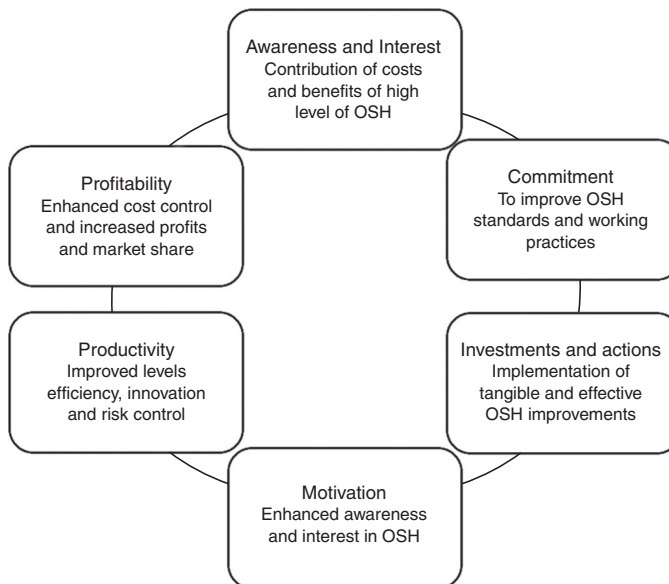 Awareness and Interest
Contribution of costs
and benefits of high
level of OSH
Commitment
To improve OSH
standards and working
practices
Investments and actions
Implementation of
tangible and effective
OSH improvements
Motivation
Enhanced awareness
and interest in OSH
Productivity
Improved levels
efficiency, innovation
and risk control
Profitability
Enhanced cost control
and increased profits
and market share